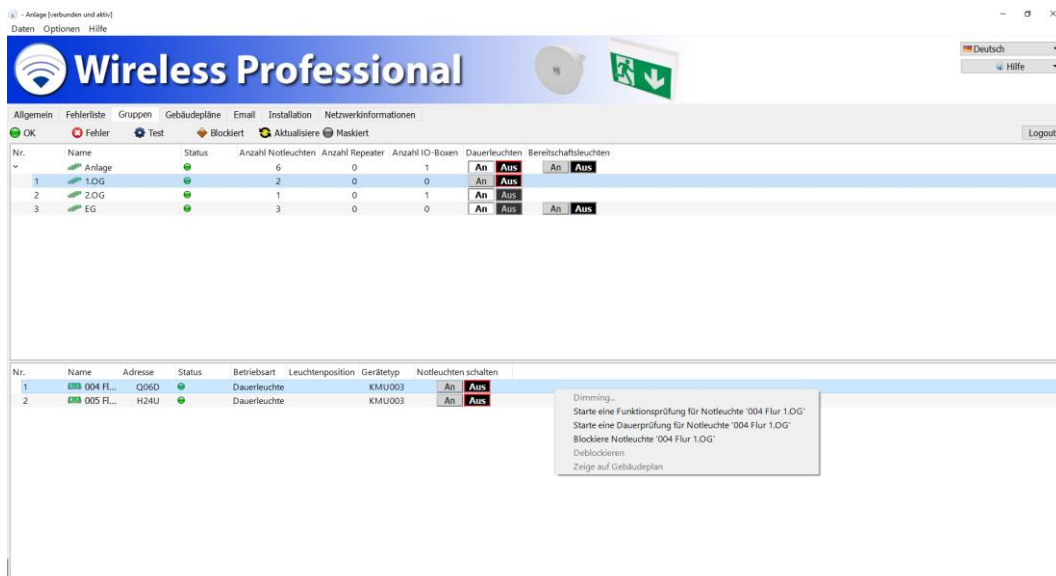 - Anlage [verbunden und aktiv]
Daten Optionen Hilfe
Wireless Professional
Deutsch
Hilfe
Allgemein Fehlerliste Gruppen Gebäudepläne Email Installation Netzwerkinformationen
OK Fehler Test Blockiert Aktualisiere Maskiert Logout
Nr. Name Status Anzahl Notleuchten Anzahl Repeater Anzahl IO-Boxen Dauerleuchten Bereitschaftsleuchten
Anlage 6 0 1 An Aus An Aus
1 1.OG 2 0 0 An Aus
2 2.OG 1 0 1 An Aus
3 EG 3 0 0 An Aus An Aus
Nr. Name Adresse Status Betriebsart Leuchtenposition Gerätetyp Notleuchten schalten
1 004 Fl... Q06D Dauerleuchte KMU003 An Aus
2 005 Fl... H24U Dauerleuchte KMU003 An Aus
Dimming...
Starte eine Funktionsprüfung für Notleuchte '004 Flur 1.OG'
Starte eine Dauerprüfung für Notleuchte '004 Flur 1.OG'
Blockiere Notleuchte '004 Flur 1.OG'
Deblockieren
Zeige auf Gebäudeplan